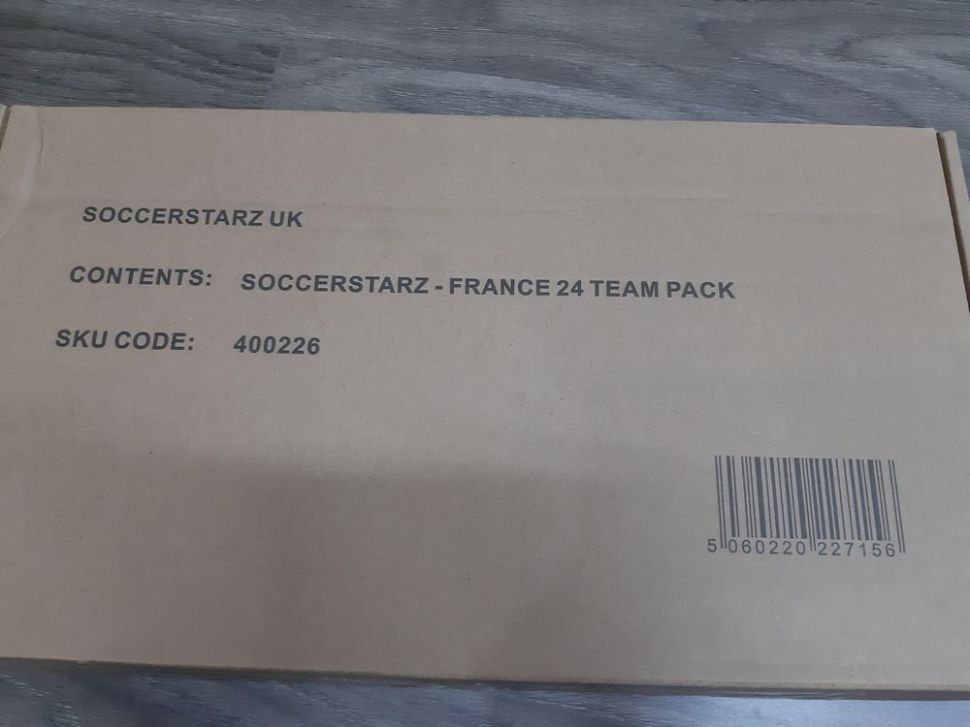 SOCCERSTARZ UK
CONTENTS: SOCCERSTARZ - FRANCE 24 TEAM PACK
SKU CODE: 400226
5 060220 227156